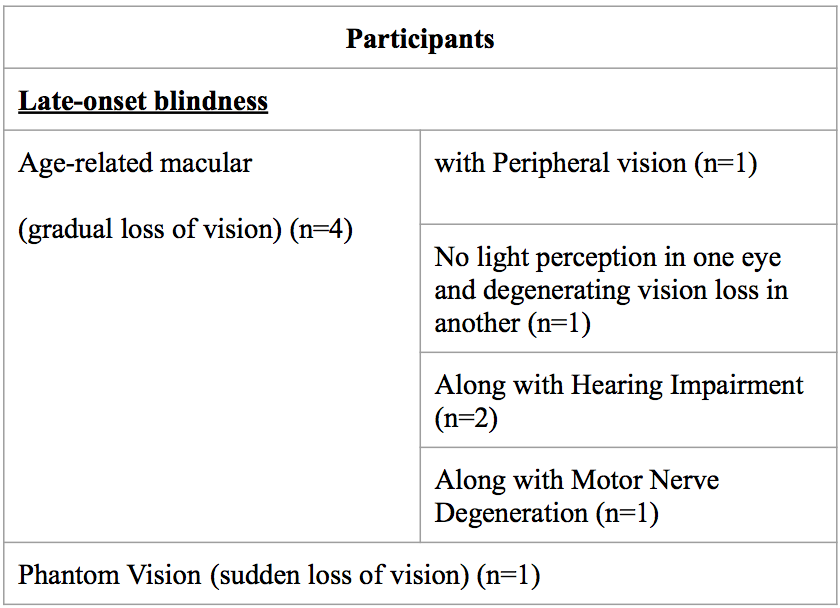 Participants
Late-onset blindness
Age-related macular
(gradual loss of vision) (n=4)
with Peripheral vision (n=1)
No light perception in one eye
and degenerating vision loss in
another (n=1)
Along with Hearing Impairment
(n=2)
Along with Motor Nerve
Degeneration (n=1)
Phantom Vision (sudden loss of vision) (n=1)